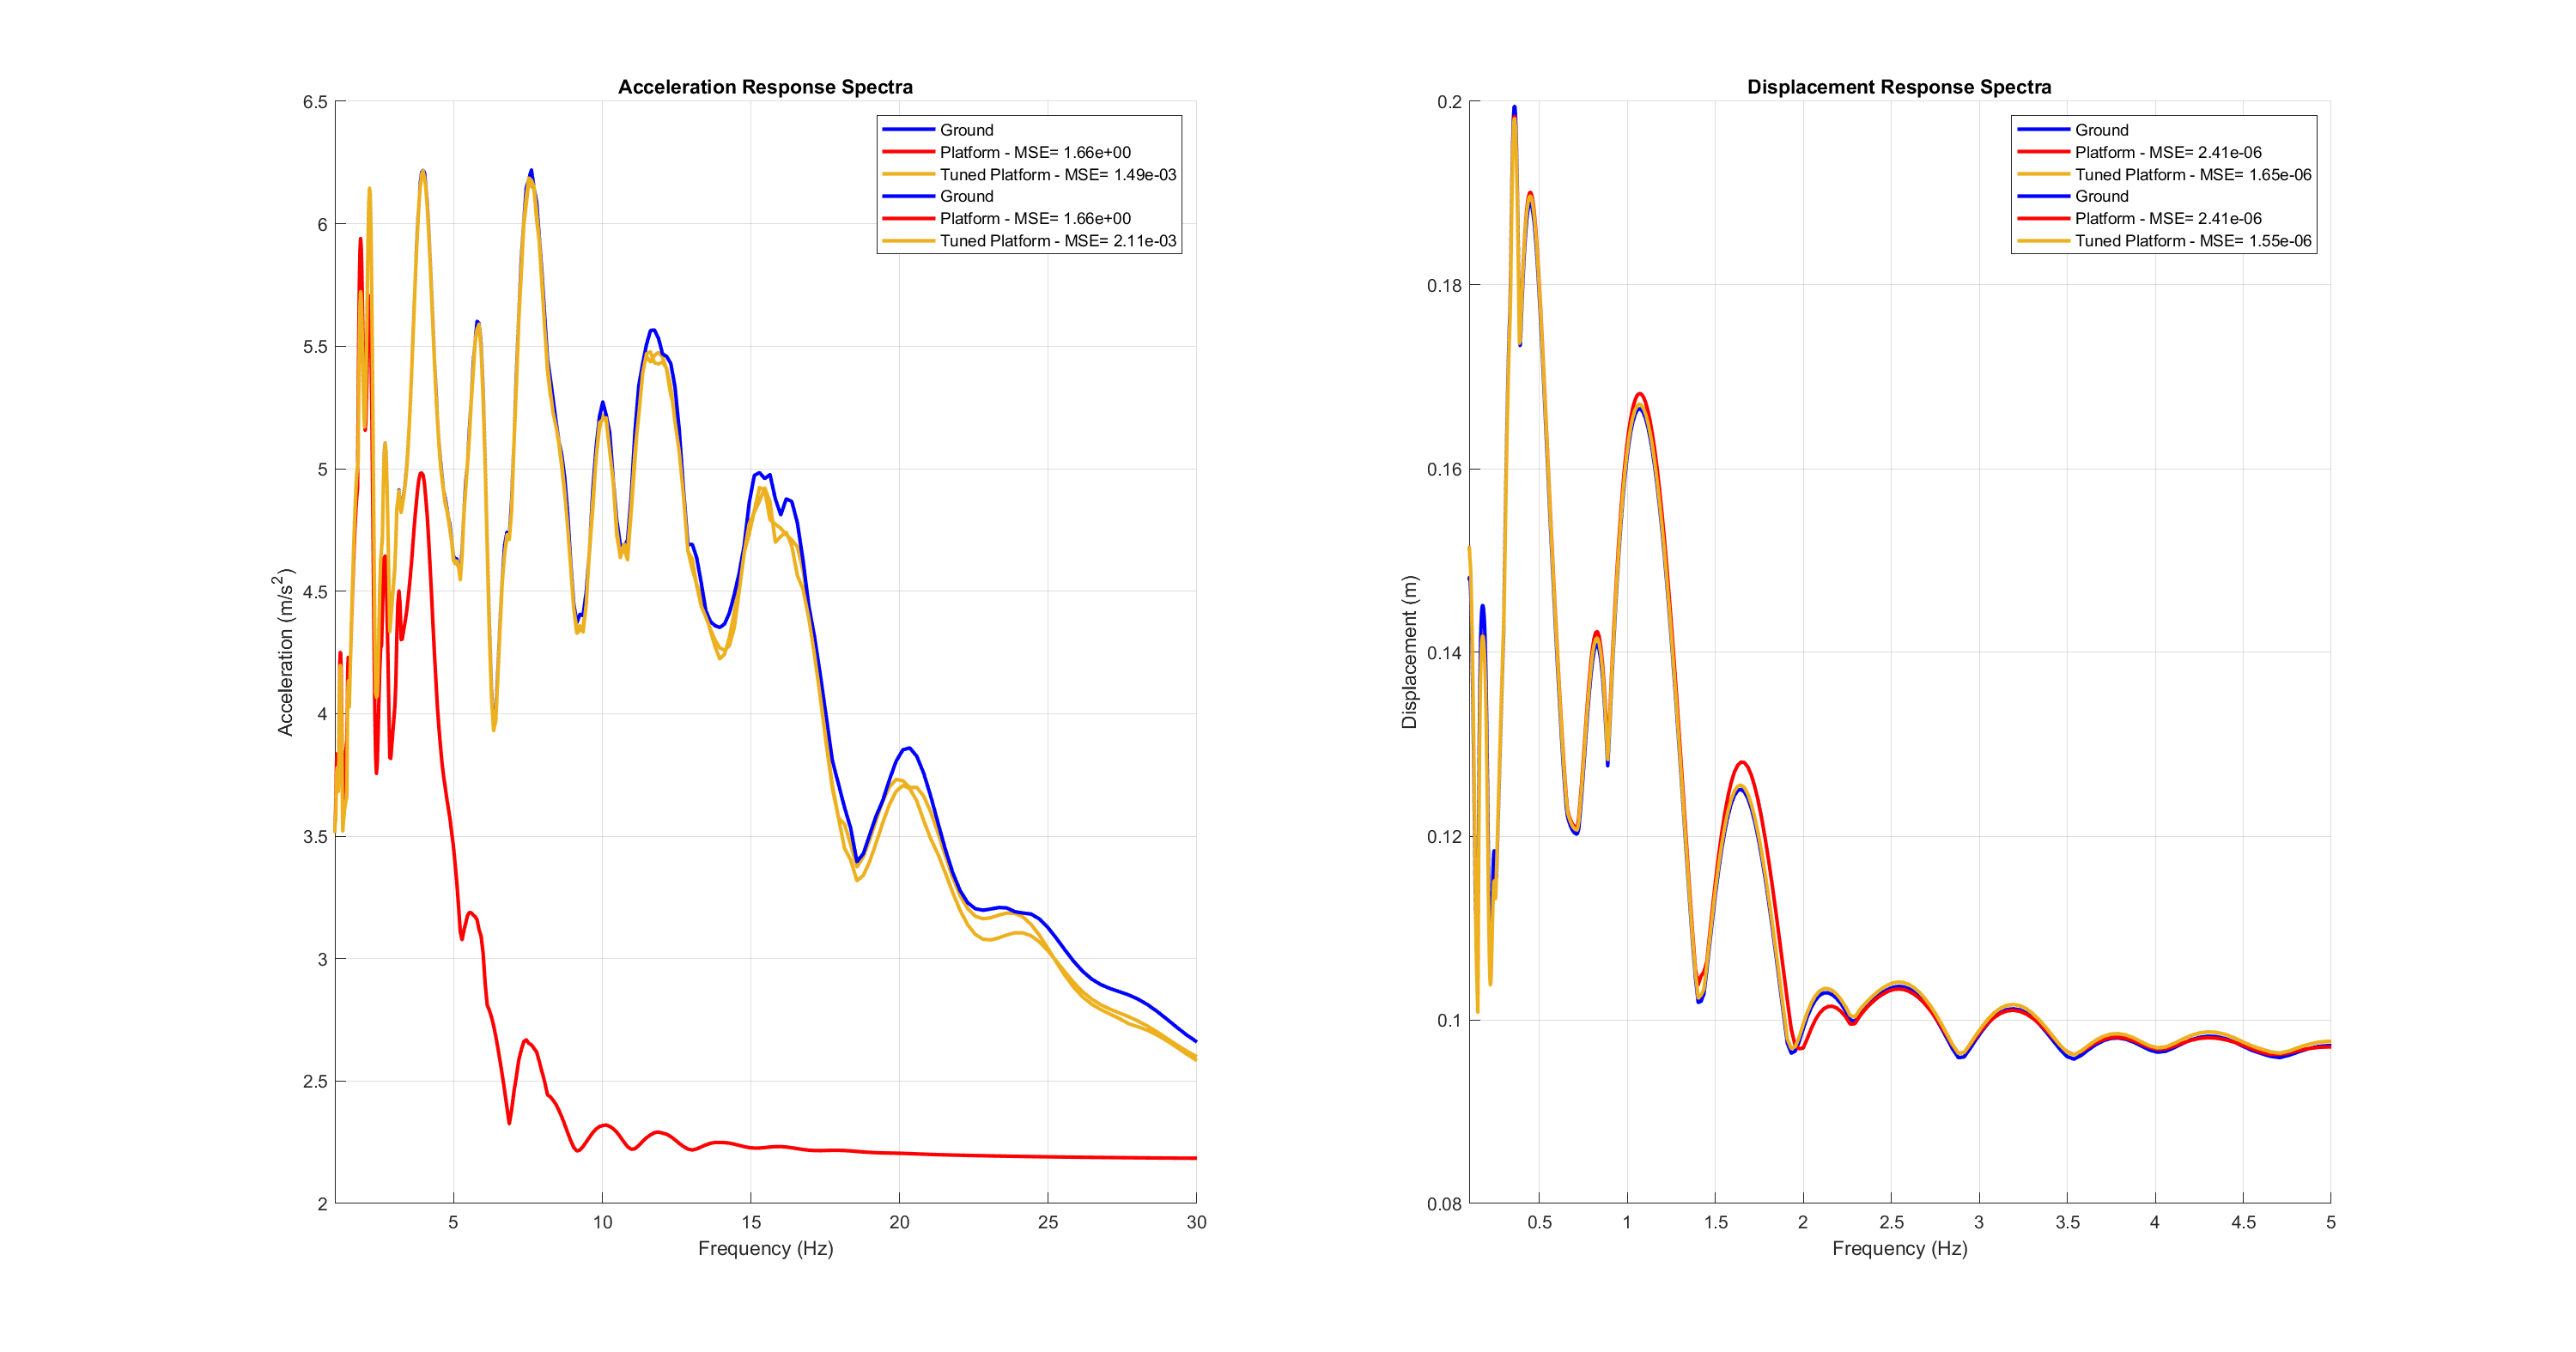 Acceleration Response Spectra
6.5
6
5.5
5
4.5
4
3.5
3
2.5
2
Acceleration (m/s²)
Ground
Platform - MSE= 1.66e+00
Tuned Platform - MSE= 1.49e-03
Ground
Platform - MSE= 1.66e+00
Tuned Platform - MSE= 2.11e-03
5 10 15 20 25 30
Frequency (Hz)
Displacement Response Spectra
0.2
0.18
0.16
0.14
0.12
0.1
0.08
Displacement (m)
Ground
Platform - MSE= 2.41e-06
Tuned Platform - MSE= 1.65e-06
Ground
Platform - MSE= 2.41e-06
Tuned Platform - MSE= 1.55e-06
0.5 1 1.5 2 2.5 3 3.5 4 4.5 5
Frequency (Hz)